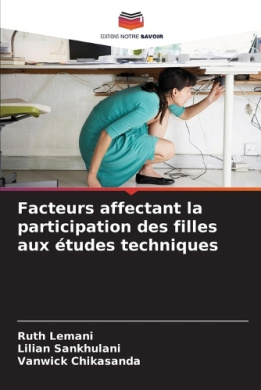 EDITIONS NOTRE SAVOIR
Facteurs affectant la
participation des filles
aux études techniques
Ruth Lemani
Lilian Sankhulani
Vanwick Chikasanda